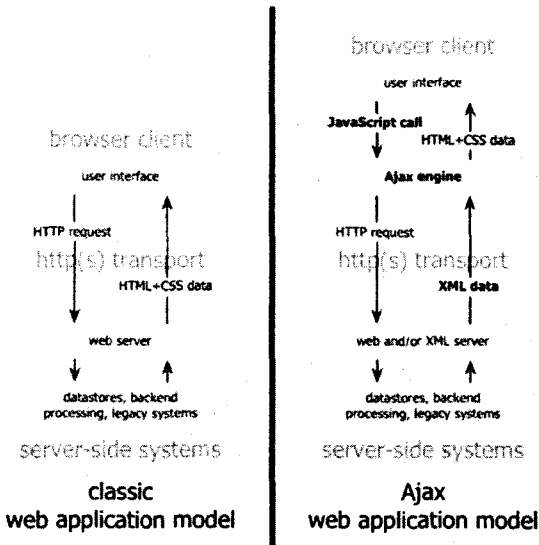 browser client
user interface
HTTP request
http(s) transport
HTML+CSS data
web server
datastores, backend
processing, legacy systems
server-side systems
classic
web application model
browser client
user interface
JavaScript call
HTML+CSS data
Ajax engine
HTTP request
http(s) transport
XML data
web and/or XML server
datastores, backend
processing, legacy systems
server-side systems
Ajax
web application model